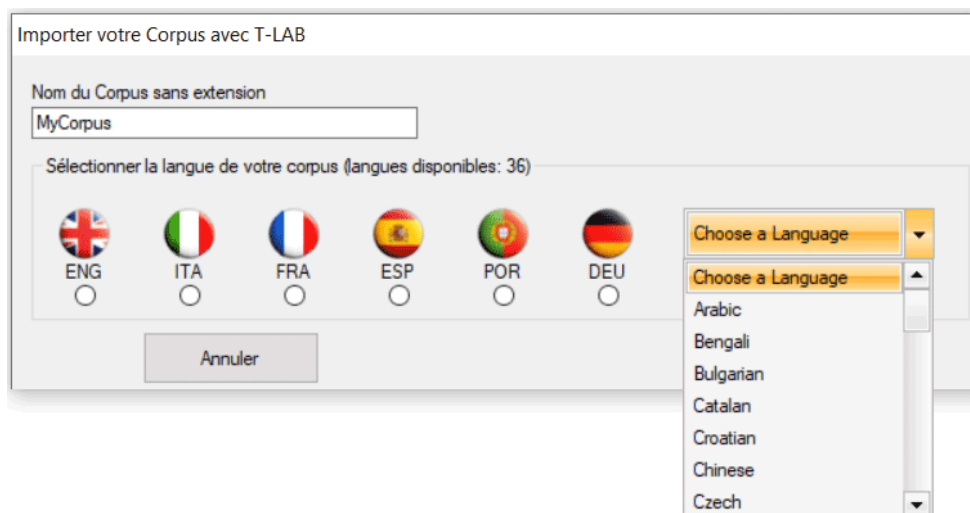 Importer votre Corpus avec T-LAB
Nom du Corpus sans extension
MyCorpus
Sélectionner la langue de votre corpus (langues disponibles: 36)
ENG ITA FRA ESP POR DEU
Choose a Language
Choose a Language
Arabic
Bengali
Bulgarian
Catalan
Croatian
Chinese
Czech
Annuler